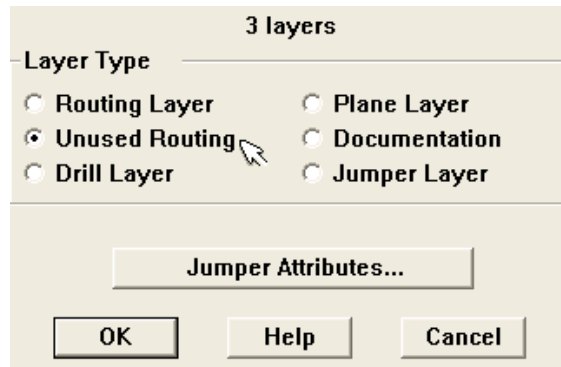 3 layers
Layer Type
Routing Layer Plane Layer
Unused Routing Documentation
Drill Layer Jumper Layer
Jumper Attributes...
OK Help Cancel